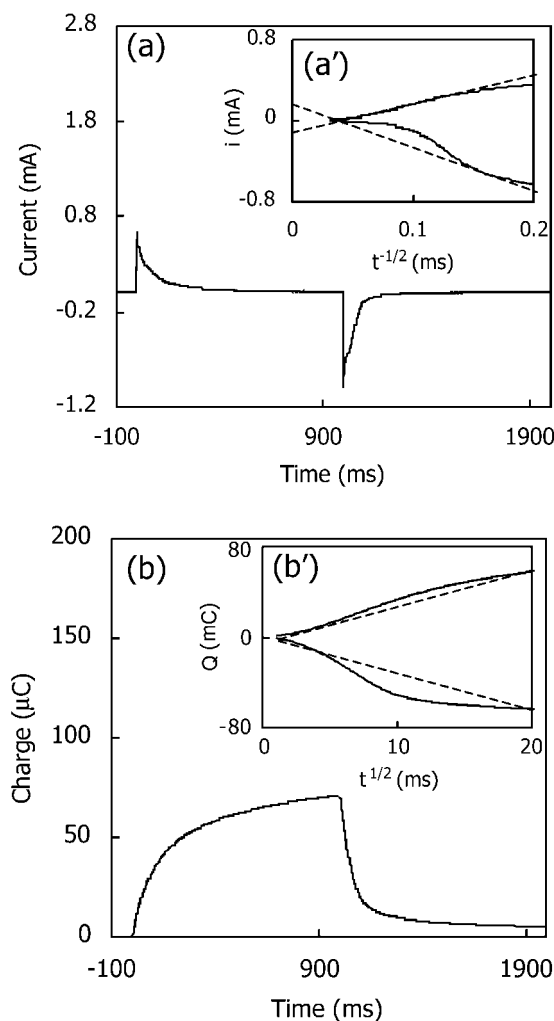 (a)
Current (mA)
2.8
1.8
0.8
-0.2
-1.2
-100
900
1900
Time (ms)
(a')
i (mA)
0.8
0
-0.8
0
0.1
0.2
t-1/2 (ms)
(b)
Charge (μC)
200
150
100
50
0
-100
900
1900
Time (ms)
(b')
Q (mC)
80
0
-80
0
10
20
t1/2 (ms)